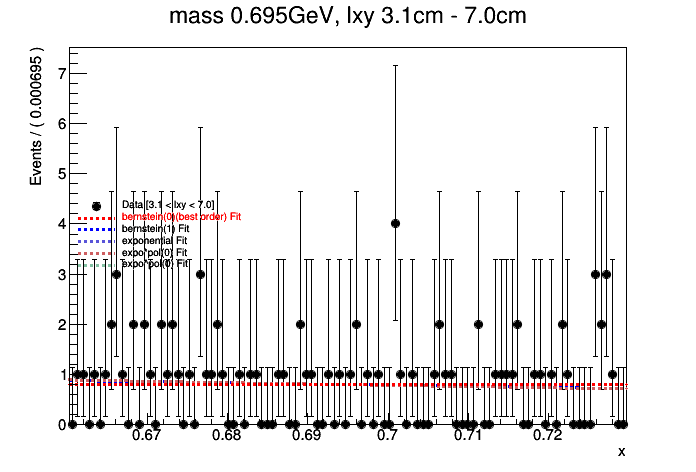 mass 0.695GeV, lxy 3.1cm - 7.0cm
Events / ( 0.000695 )
7
6
5
4
3
2
1
0
Data [3.1 < lxy < 7.0]
bernstein(0)(best order) Fit
bernstein(1) Fit
exponential Fit
expo*pol(0) Fit
expo*pol(0) Fit
0.67 0.68 0.69 0.7 0.71 0.72
x